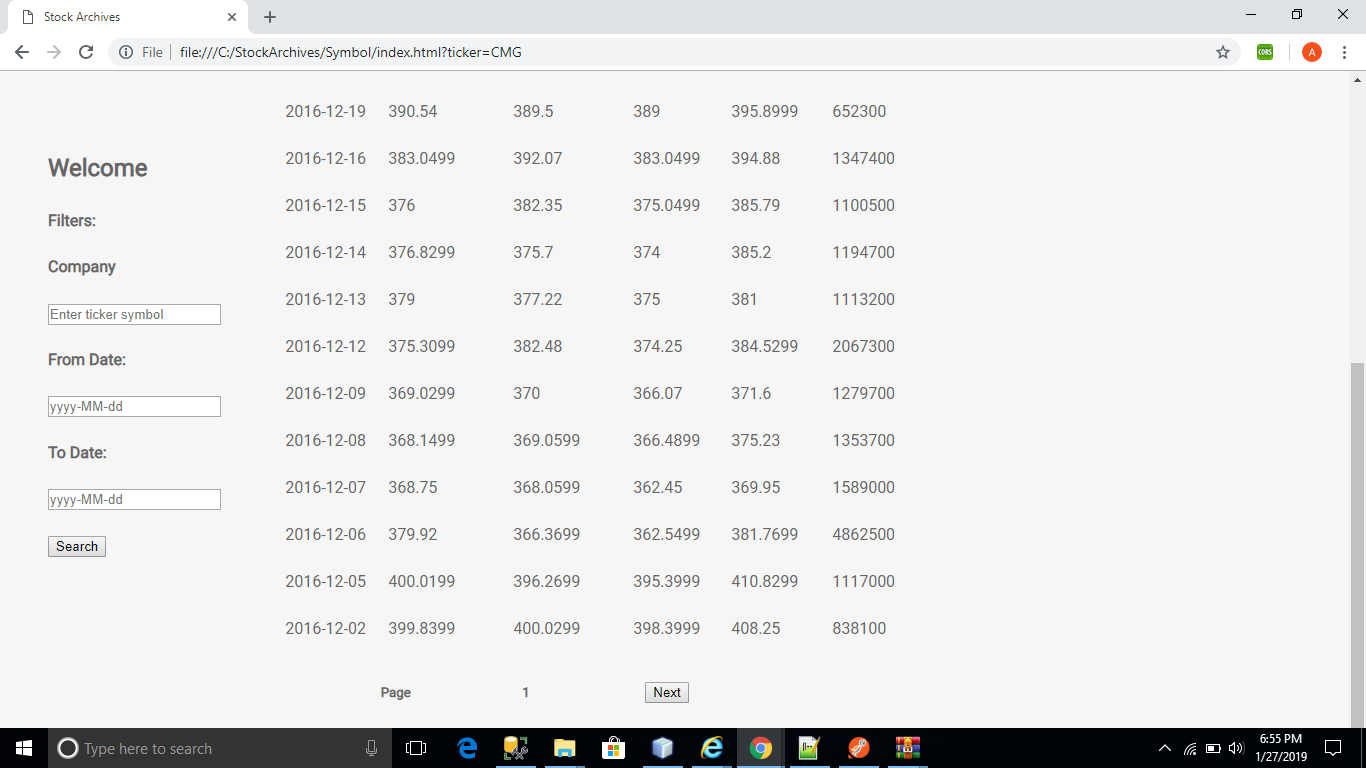 Stock Archives
File file:///C:/StockArchives/Symbol/index.html?ticker=CMG
CORS
A
Welcome
Filters:
Company
Enter ticker symbol
From Date:
yyyy-MM-dd
To Date:
yyyy-MM-dd
Search
2016-12-19 390.54 389.5 389 395.8999 652300
2016-12-16 383.0499 392.07 383.0499 394.88 1347400
2016-12-15 376 382.35 375.0499 385.79 1100500
2016-12-14 376.8299 375.7 374 385.2 1194700
2016-12-13 379 377.22 375 381 1113200
2016-12-12 375.3099 382.48 374.25 384.5299 2067300
2016-12-09 369.0299 370 366.07 371.6 1279700
2016-12-08 368.1499 369.0599 366.4899 375.23 1353700
2016-12-07 368.75 368.0599 362.45 369.95 1589000
2016-12-06 379.92 366.3699 362.5499 381.7699 4862500
2016-12-05 400.0199 396.2699 395.3999 410.8299 1117000
2016-12-02 399.8399 400.0299 398.3999 408.25 838100
Page 1 Next
Type here to search
6:55 PM
1/27/2019